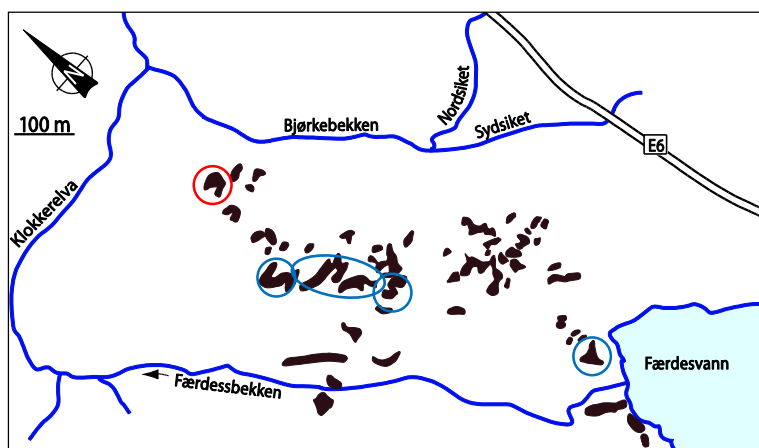 N
100 m
Bjørkebekken
Nordsiket
Sydsiket
E6
Klokkerelva
Færdesvann
Færdessbekken